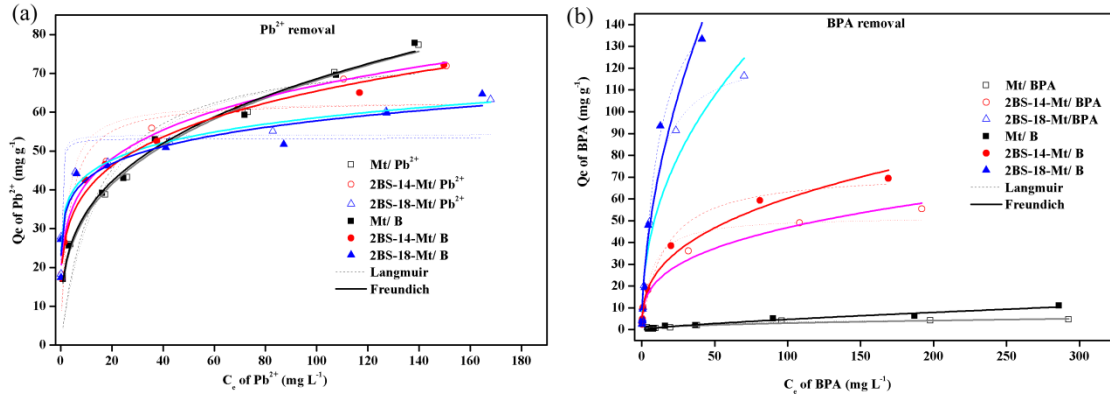 (a)
Pb²⁺ removal
90
80
70
60
50
40
30
20
10
0
Qe of Pb²⁺ (mg g⁻¹)
Mt/ Pb²⁺
2BS-14-Mt/ Pb²⁺
2BS-18-Mt/ Pb²⁺
Mt/ B
2BS-14-Mt/ B
2BS-18-Mt/ B
Langmuir
Freundich
0 20 40 60 80 100 120 140 160 180
Cₑ of Pb²⁺ (mg L⁻¹)
(b)
BPA removal
140
130
120
110
100
90
80
70
60
50
40
30
20
10
0
Qe of BPA (mg g⁻¹)
Mt/ BPA
2BS-14-Mt/ BPA
2BS-18-Mt/BPA
Mt/ B
2BS-14-Mt/ B
2BS-18-Mt/ B
Langmuir
Freundich
0 50 100 150 200 250 300
Cₑ of BPA (mg L⁻¹)